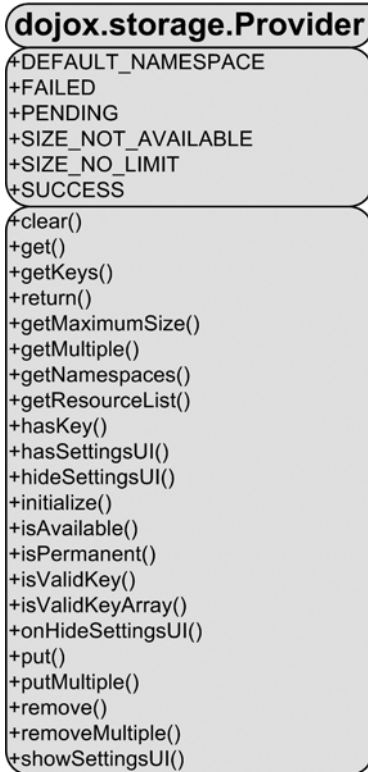 dojox.storage.Provider
+DEFAULT_NAMESPACE
+FAILED
+PENDING
+SIZE_NOT_AVAILABLE
+SIZE_NO_LIMIT
+SUCCESS
+clear()
+get()
+getKeys()
+return()
+getMaximumSize()
+getMultiple()
+getNamespaces()
+getResourceList()
+hasKey()
+hasSettingsUI()
+hideSettingsUI()
+initialize()
+isAvailable()
+isPermanent()
+isValidKey()
+isValidKeyArray()
+onHideSettingsUI()
+put()
+putMultiple()
+remove()
+removeMultiple()
+showSettingsUI()